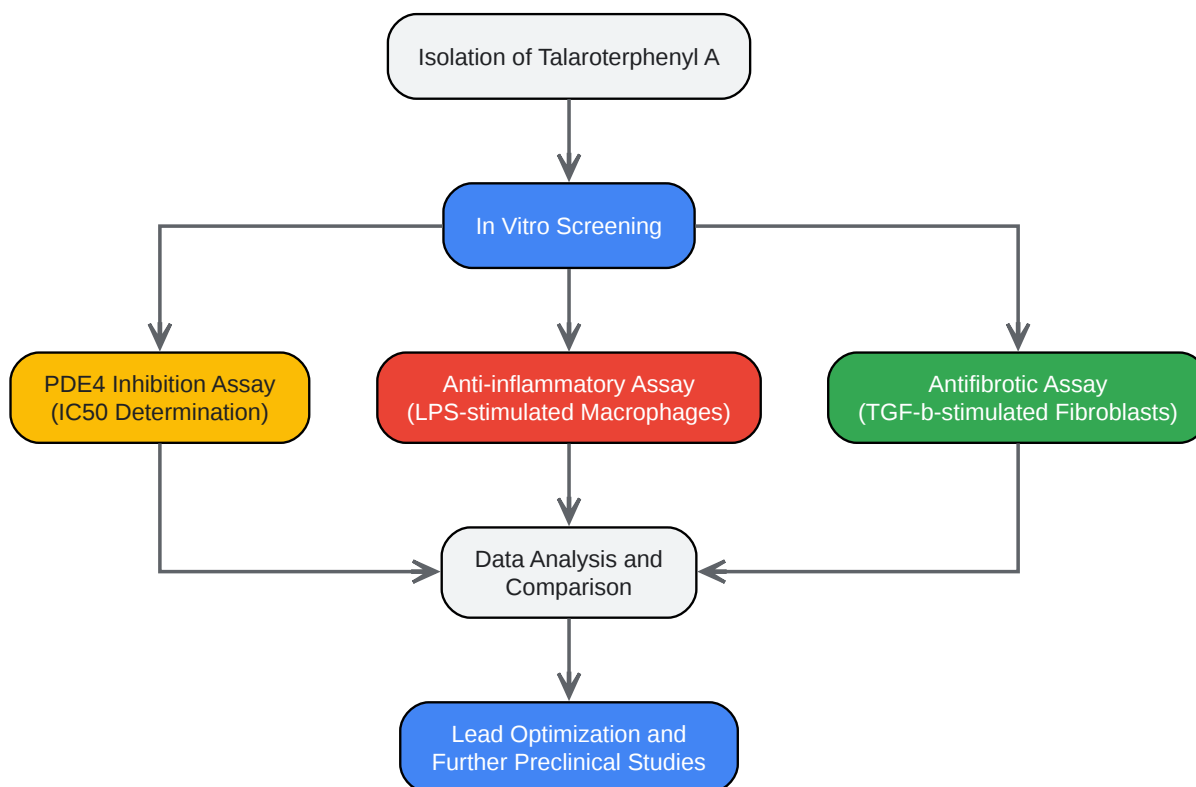 Isolation of Talaroterphenyl A
In Vitro Screening
PDE4 Inhibition Assay
(IC50 Determination)
Anti-inflammatory Assay
(LPS-stimulated Macrophages)
Antifibrotic Assay
(TGF-b-stimulated Fibroblasts)
Data Analysis and
Comparison
Lead Optimization and
Further Preclinical Studies